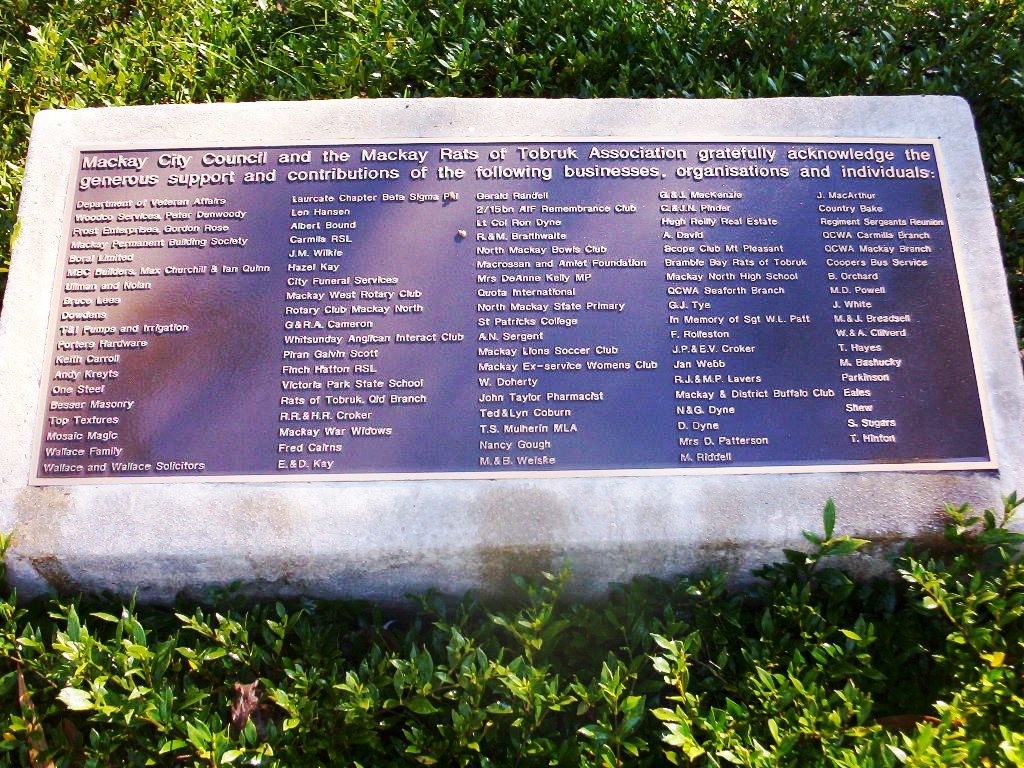 Mackay City Council and the Mackay Rats of Tobruk Association gratefully acknowledge the
generous support and contributions of the following businesses, organisations and individuals:
Department of Veteran Affairs
Woodco Services, Peter Dunwoody
Frost Enterprises, Gordon Rose
Mackay Permanent Building Society
Boral Limited
MBC Builders, Max Churchill & Ian Quinn
Ullman and Nolan
Bruce Lees
Dowdens
T&I Pumps and Irrigation
Porters Hardware
Keith Carroll
Andy Kreyts
One Steel
Besser Masonry
Top Textures
Mosaic Magic
Wallace Family
Wallace and Wallace Solicitors
Laureate Chapter Beta Sigma Phi
Len Hansen
Albert Bound
Carmila RSL
J.M. Wilkie
Hazel Kay
City Funeral Services
Mackay West Rotary Club
Rotary Club Mackay North
G&R.A. Cameron
Whitsunday Anglican Interact Club
Piran Galvin Scott
Finch Hatton RSL
Victoria Park State School
Rats of Tobruk, Qld Branch
R.R.&H.R. Croker
Mackay War Widows
Fred Cairns
E.&D. Kay
Gerald Randell
2/15bn AIF Remembrance Club
Lt Col Ron Dyne
R.&M. Braithwaite
North Mackay Bowls Club
Macrossan and Amiet Foundation
Mrs DeAnne Kelly MP
Quota International
North Mackay State Primary
St Patricks College
A.N. Sergent
Mackay Lions Soccer Club
Mackay Ex-service Womens Club
W. Doherty
John Taylor Pharmacist
Ted&Lyn Coburn
T.S. Mulherin MLA
Nancy Gough
M.&B. Weiske
G.&J. MacKenzie
C.&I.N. Pinder
Hugh Reilly Real Estate
A. David
Scope Club Mt Pleasant
Bramble Bay Rats of Tobruk
Mackay North High School
QCWA Seaforth Branch
G.J. Tye
In Memory of Sgt W.L. Patt
F. Rolfeston
J.P.&E.V. Croker
Jan Webb
R.J.&M.P. Lavers
Mackay & District Buffalo Club
N&G. Dyne
D. Dyne
Mrs D. Patterson
M. Riddell
J. MacArthur
Country Bake
Regiment Sergeants Reunion
QCWA Carmilla Branch
QCWA Mackay Branch
Coopers Bus Service
B. Orchard
M.D. Powell
J. White
M.&J. Breadsell
W.&A. Cliverd
T. Hayes
M. Bashucky
Parkinson
Eales
Shew
S. Sugars
T. Hinton